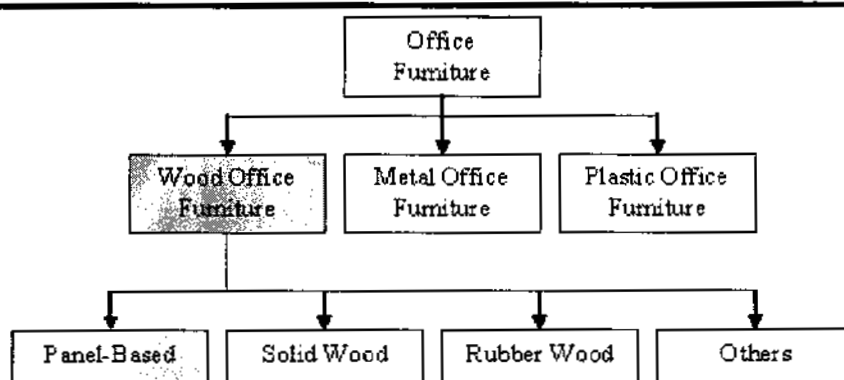 Office
Furniture
Wood Office
Furniture
Metal Office
Furniture
Plastic Office
Furniture
Panel-Based
Solid Wood
Rubber Wood
Others